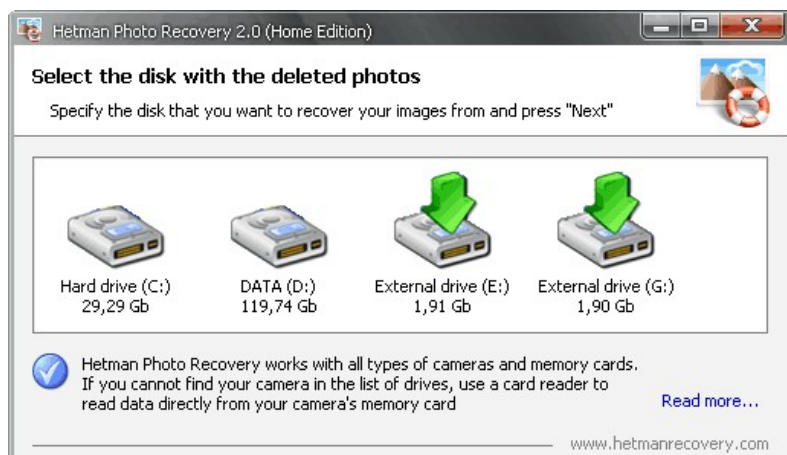 Hetman Photo Recovery 2.0 (Home Edition)
Select the disk with the deleted photos
Specify the disk that you want to recover your images from and press "Next"
Hard drive (C:)
29,29 Gb
DATA (D:)
119,74 Gb
External drive (E:)
1,91 Gb
External drive (G:)
1,90 Gb
Hetman Photo Recovery works with all types of cameras and memory cards.
If you cannot find your camera in the list of drives, use a card reader to
read data directly from your camera's memory card
Read more...
www.hetmanrecovery.com